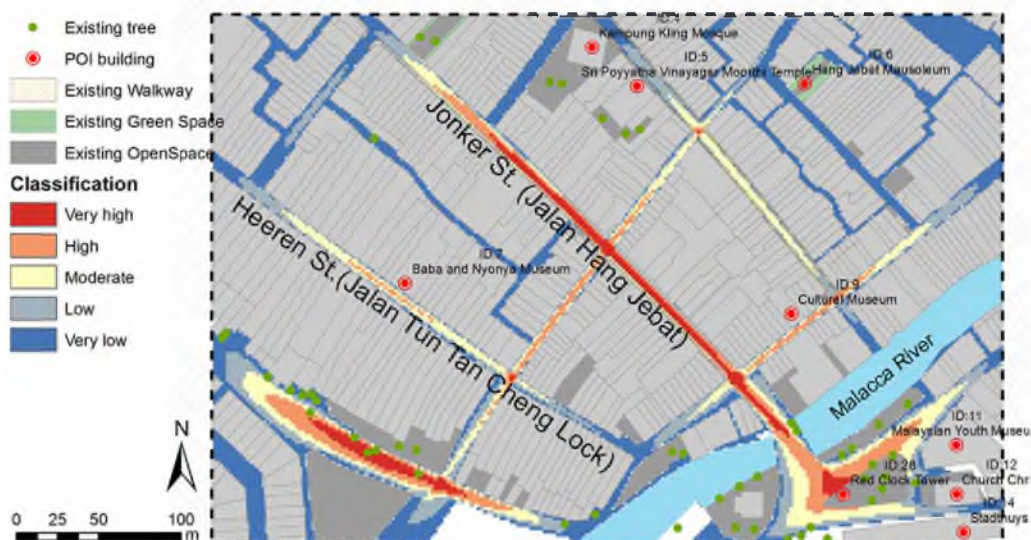 Existing tree
POI building
Existing Walkway
Existing Green Space
Existing OpenSpace
Classification
Very high
High
Moderate
Low
Very low
N
0 25 50 100
m
ID:4
Kampung Kling Mosque
ID:5
Sri Poyyatha Vinayagar Moorthi Temple
ID:6
Hang Jebat Mausoleum
Jonker St. (Jalan Hang Jebat)
Heeren St.(Jalan Tun Tan Cheng Lock)
ID:7
Baba and Nyonya Museum
ID:9
Cultural Museum
Malacca River
ID:11
Malaysian Youth Museu
ID:28
Red Clock Tower
ID:12
Church Chr
Stadthuys